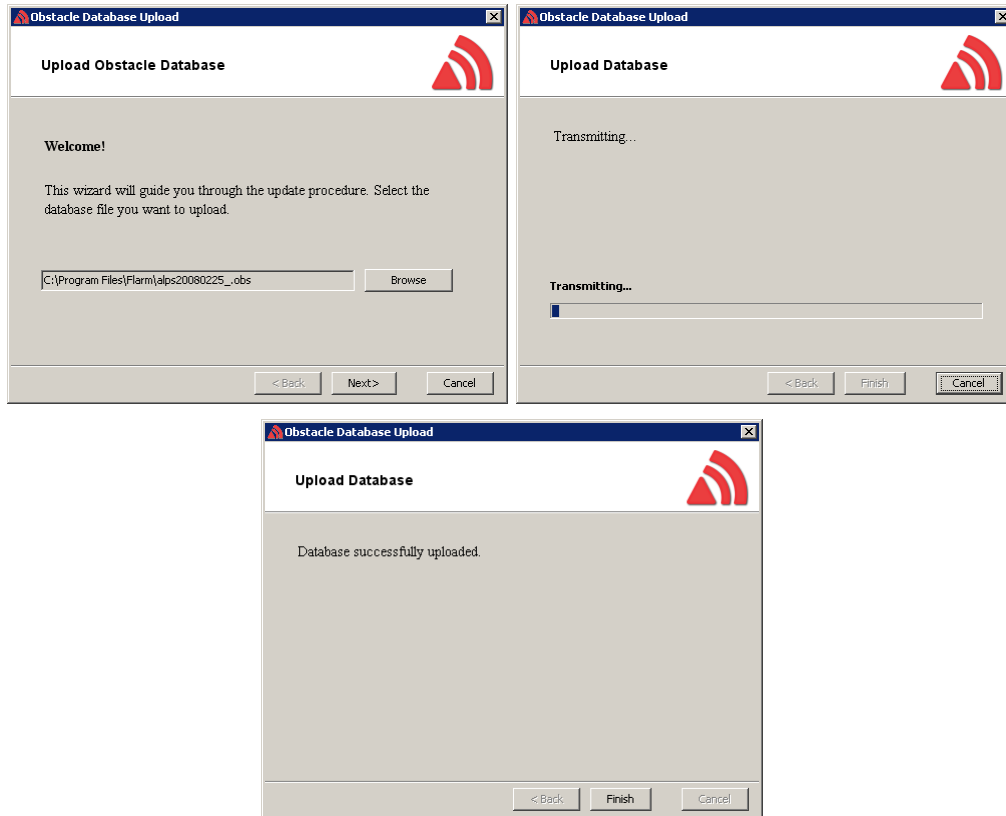 Obstacle Database Upload
Upload Obstacle Database
Welcome!
This wizard will guide you through the update procedure. Select the
database file you want to upload.
C:\Program Files\Flarm\alps20080225_.obs
Browse
< Back
Next>
Cancel
Obstacle Database Upload
Upload Database
Transmitting...
Transmitting...
< Back
Finish
Cancel
Obstacle Database Upload
Upload Database
Database successfully uploaded.
< Back
Finish
Cancel